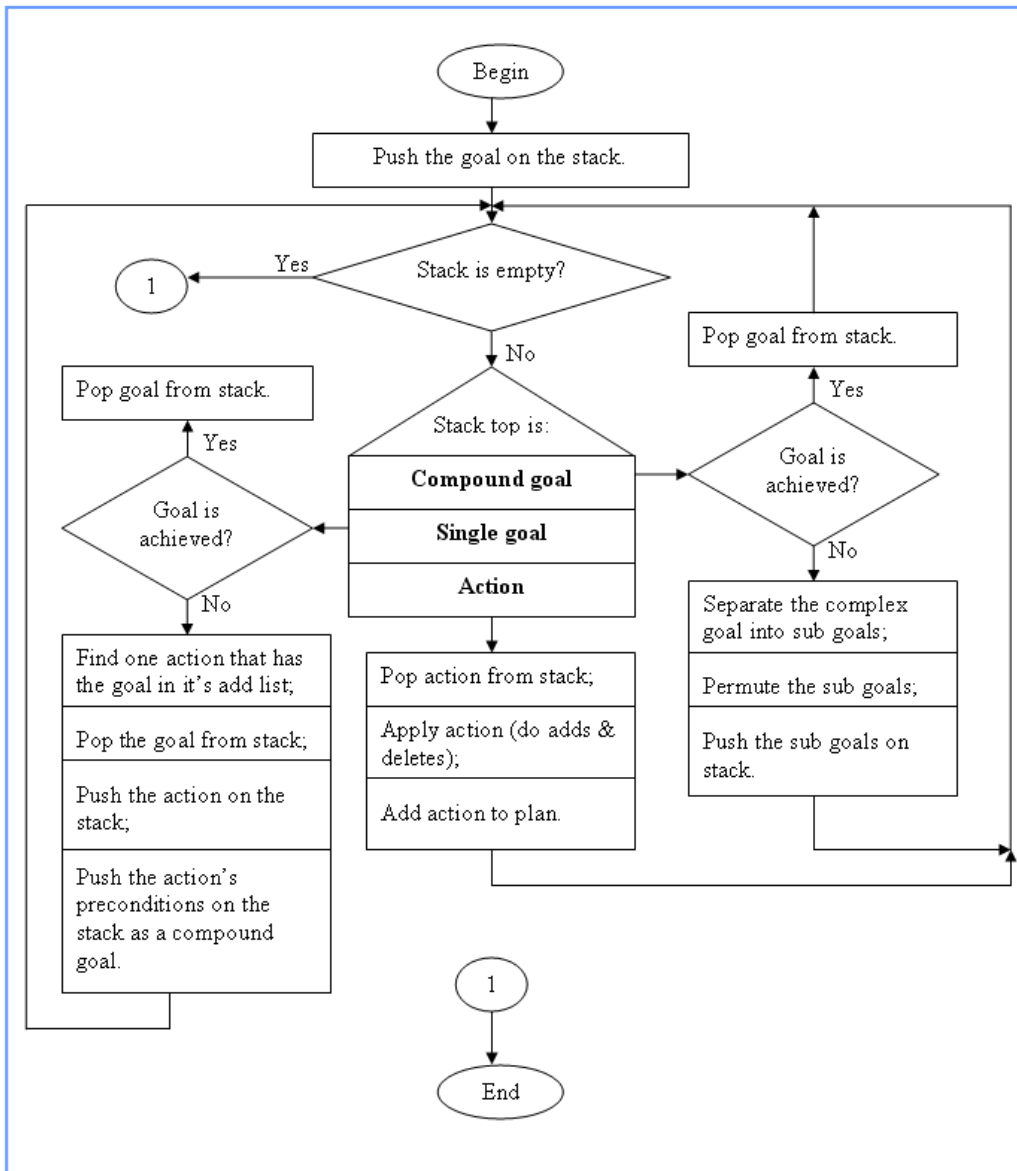 Begin
Push the goal on the stack.
Stack is empty?
Yes
1
No
Stack top is:
Compound goal
Single goal
Action
Pop goal from stack.
Yes
Goal is
achieved?
No
Find one action that has
the goal in it's add list;
Pop the goal from stack;
Push the action on the
stack;
Push the action's
preconditions on the
stack as a compound
goal.
Pop action from stack;
Apply action (do adds &
deletes);
Add action to plan.
Pop goal from stack.
Yes
Goal is
achieved?
No
Separate the complex
goal into sub goals;
Permute the sub goals;
Push the sub goals on
stack.
1
End